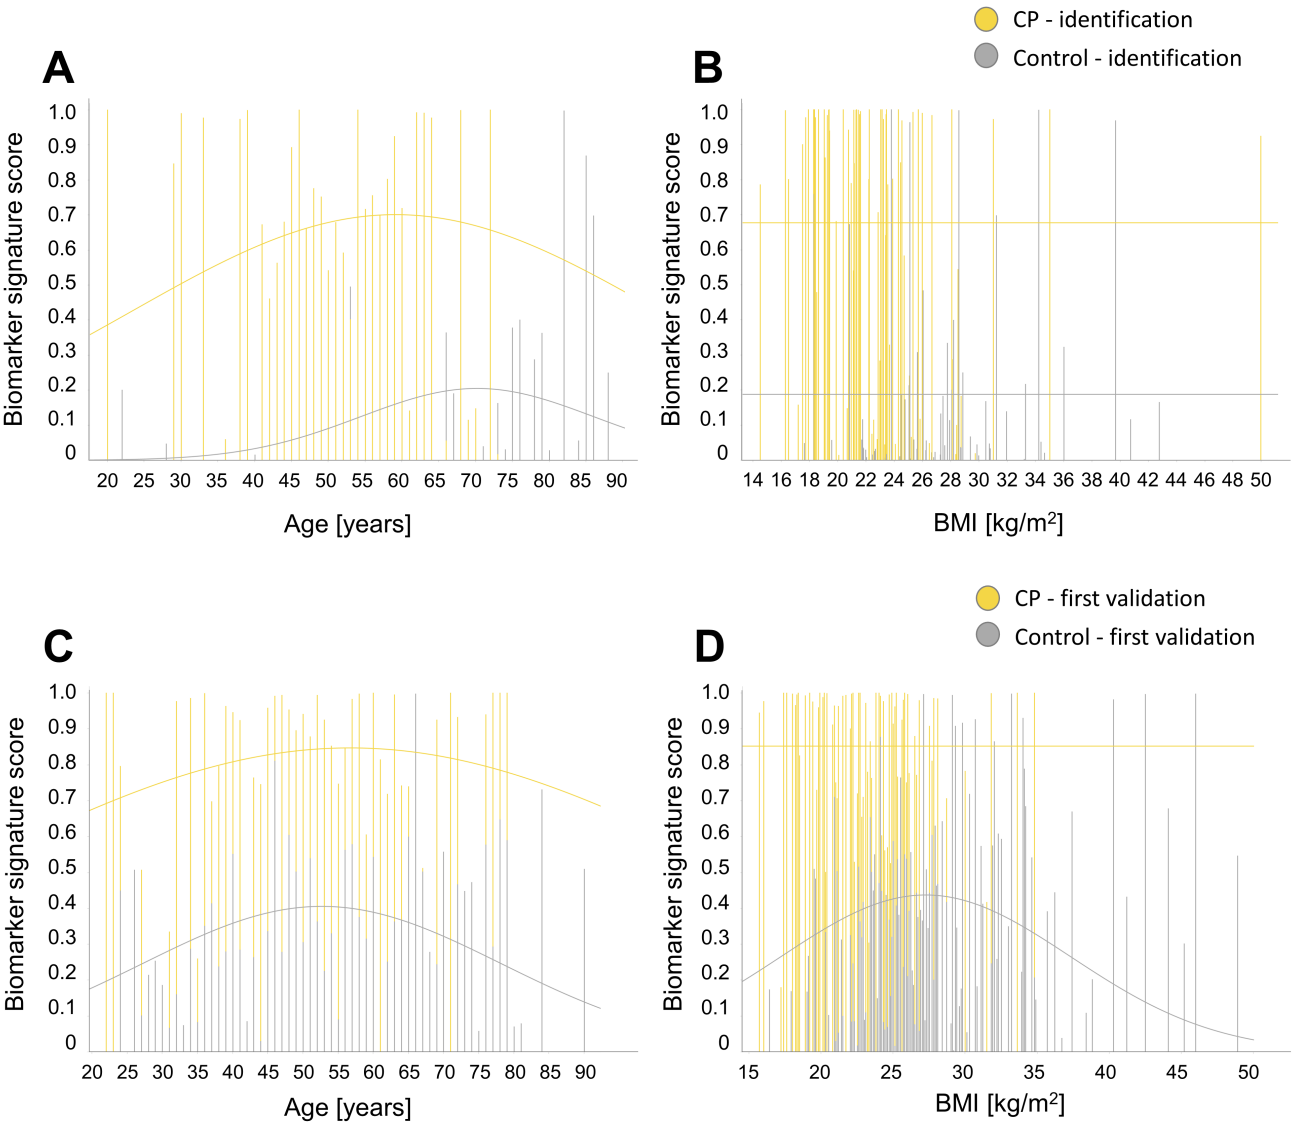 CP - identification
Control - identification
A
B
Biomarker signature score
1.0
0.9
0.8
0.7
0.6
0.5
0.4
0.3
0.2
0.1
0
20 25 30 35 40 45 50 55 60 65 70 75 80 85 90
Age [years]
Biomarker signature score
1.0
0.9
0.8
0.7
0.6
0.5
0.4
0.3
0.2
0.1
0
14 16 18 20 22 24 26 28 30 32 34 36 38 40 42 44 46 48 50
BMI [kg/m²]
CP - first validation
Control - first validation
C
D
Biomarker signature score
1.0
0.9
0.8
0.7
0.6
0.5
0.4
0.3
0.2
0.1
0
20 25 30 35 40 45 50 55 60 65 70 75 80 85 90
Age [years]
Biomarker signature score
1.0
0.9
0.8
0.7
0.6
0.5
0.4
0.3
0.2
0.1
0
15 20 25 30 35 40 45 50
BMI [kg/m²]